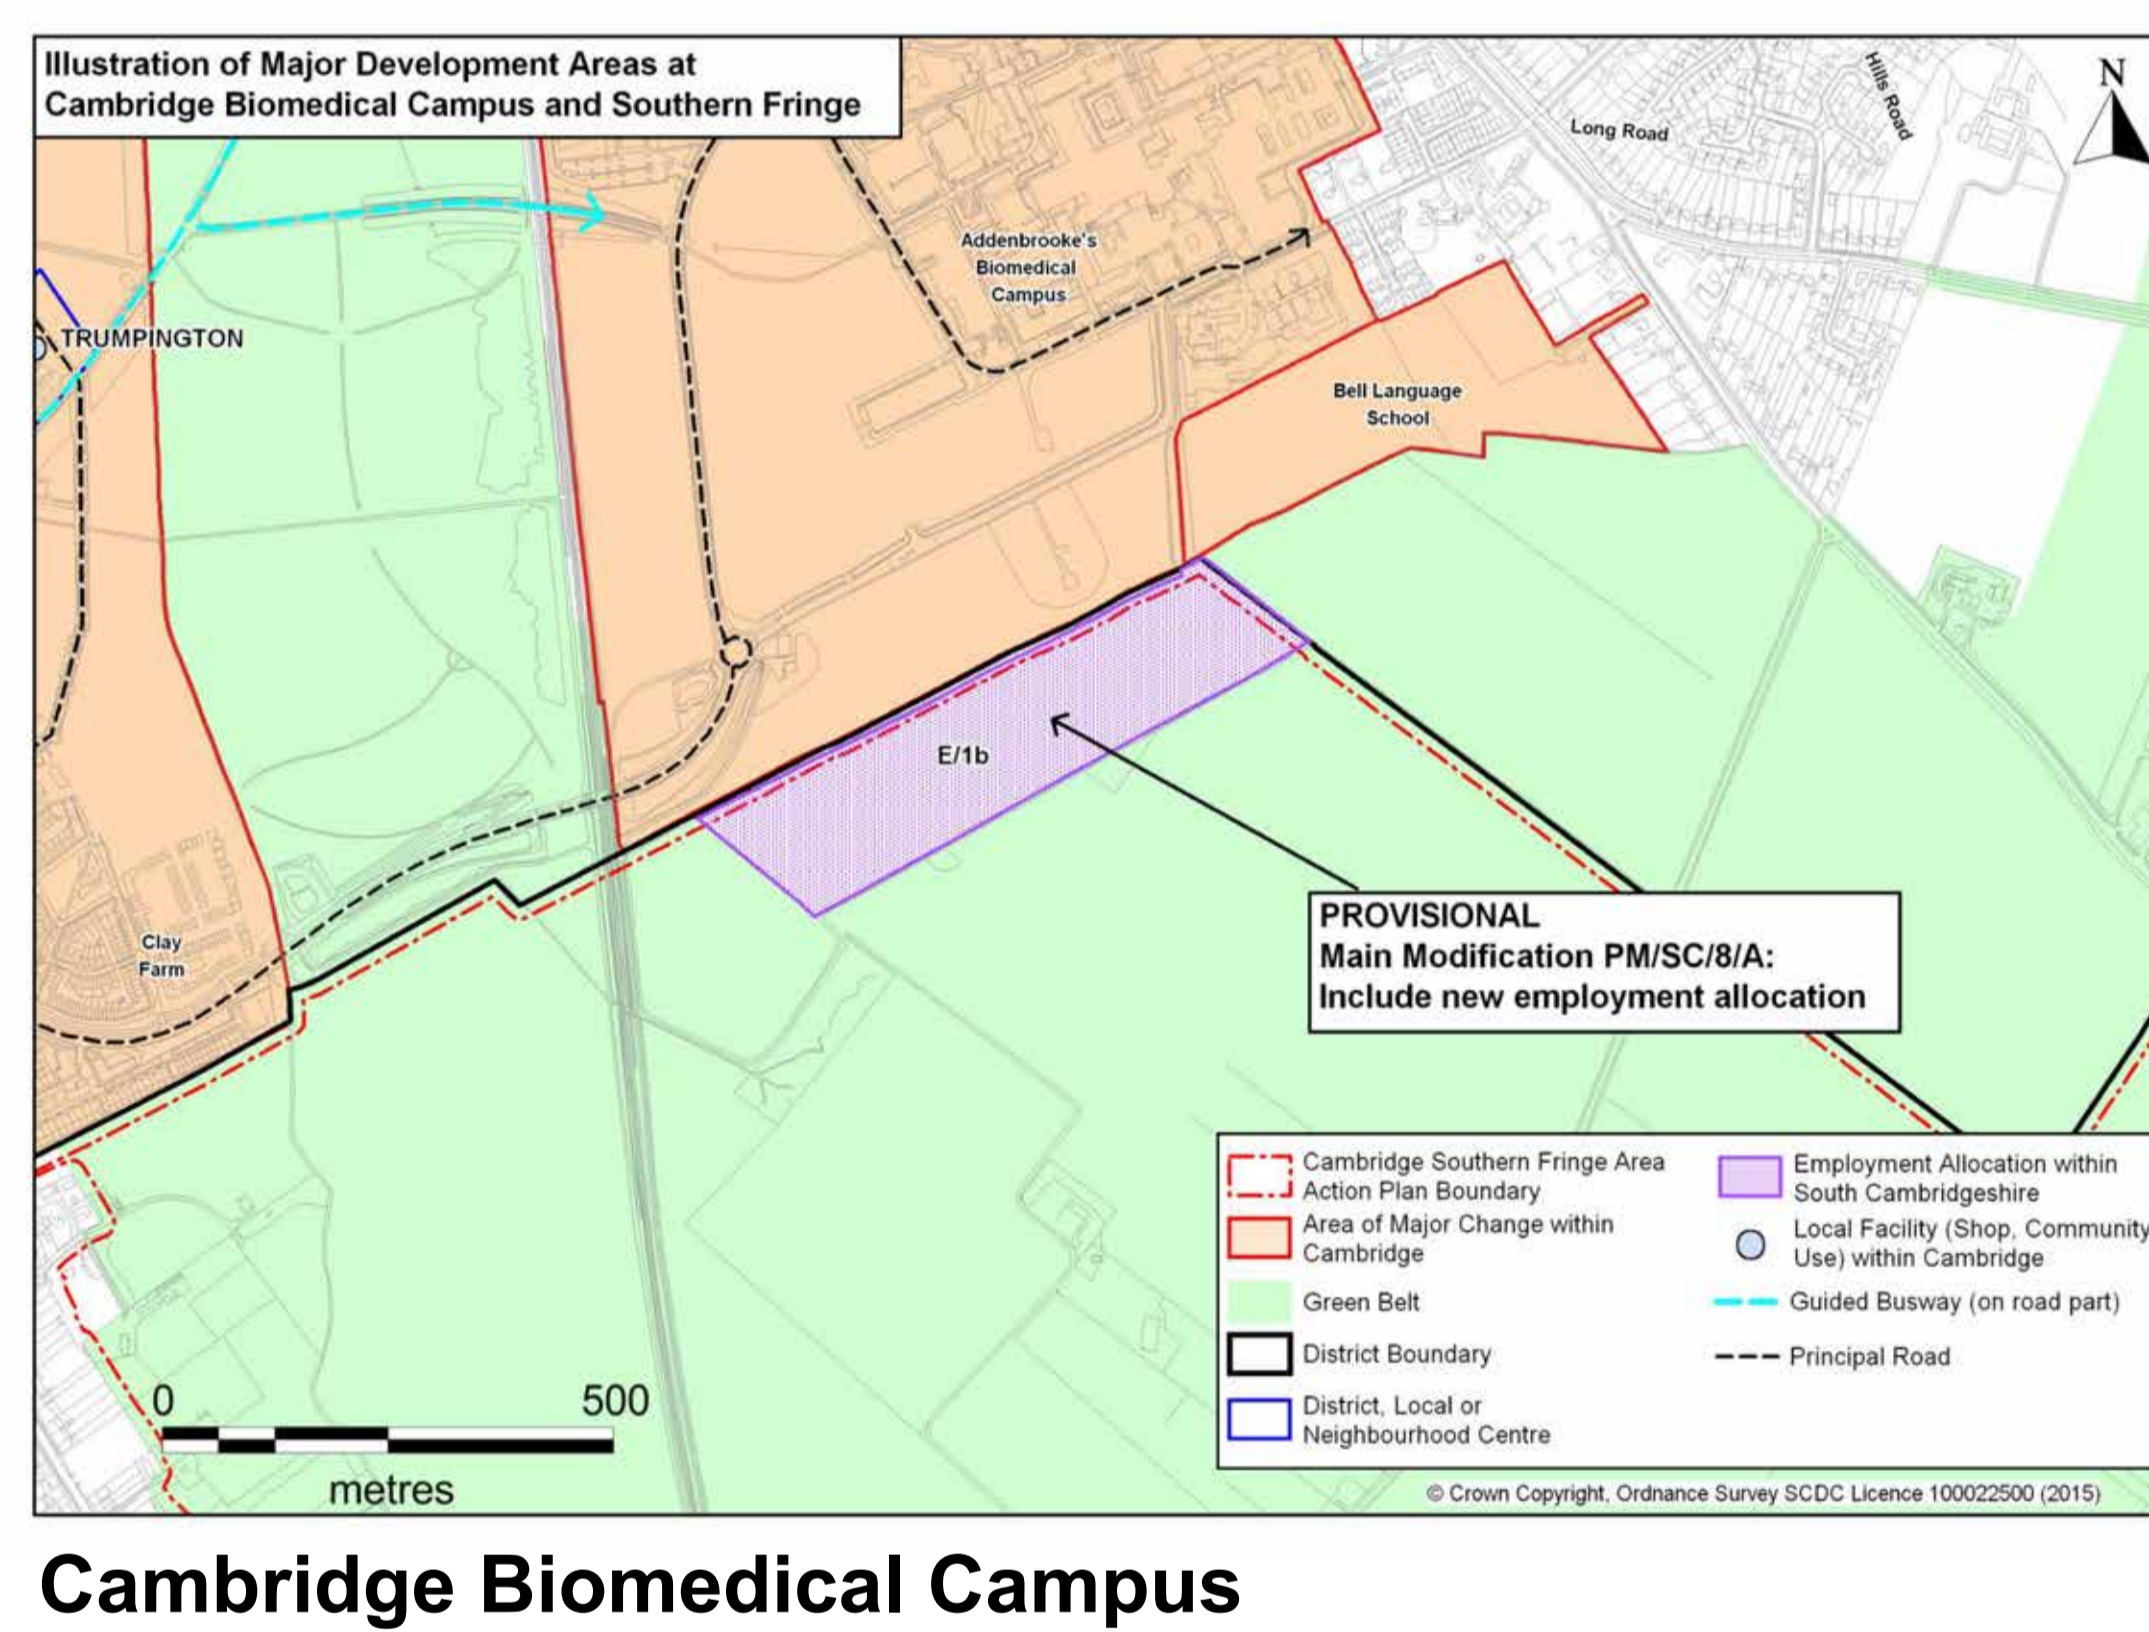 Illustration of Major Development Areas at
Cambridge Biomedical Campus and Southern Fringe
N
Hills Road
Long Road
Addenbrooke's
Biomedical
Campus
TRUMPINGTON
Bell Language
School
E/1b
Clay
Farm
PROVISIONAL
Main Modification PM/SC/8/A:
Include new employment allocation
Cambridge Southern Fringe Area
Action Plan Boundary
Area of Major Change within
Cambridge
Green Belt
District Boundary
District, Local or
Neighbourhood Centre
Employment Allocation within
South Cambridgeshire
Local Facility (Shop, Community
Use) within Cambridge
Guided Busway (on road part)
Principal Road
0 500
metres
© Crown Copyright, Ordnance Survey SCDC Licence 100022500 (2015)
Cambridge Biomedical Campus